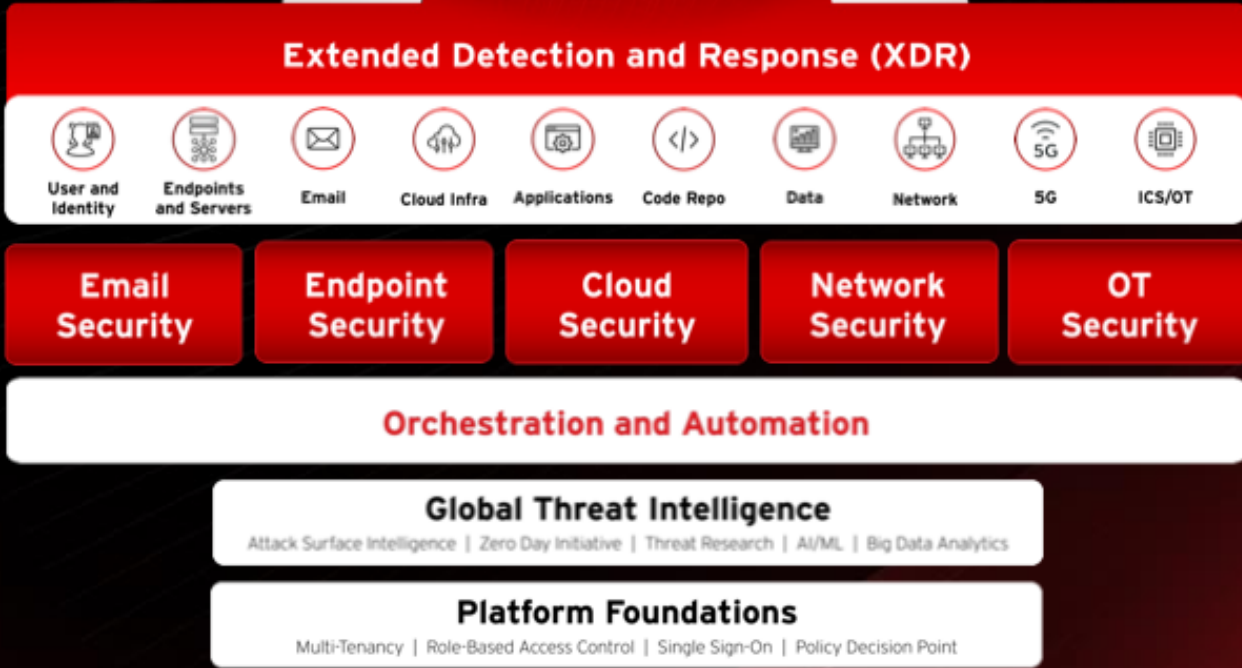 Extended Detection and Response (XDR)
5G
User and
Identity
Endpoints
and Servers
Email
Cloud Infra
Applications
Code Repo
Data
Network
5G
ICS/OT
Email
Security
Endpoint
Security
Cloud
Security
Network
Security
OT
Security
Orchestration and Automation
Global Threat Intelligence
Attack Surface Intelligence | Zero Day Initiative | Threat Research | AI/ML | Big Data Analytics
Platform Foundations
Multi-Tenancy | Role-Based Access Control | Single Sign-On | Policy Decision Point